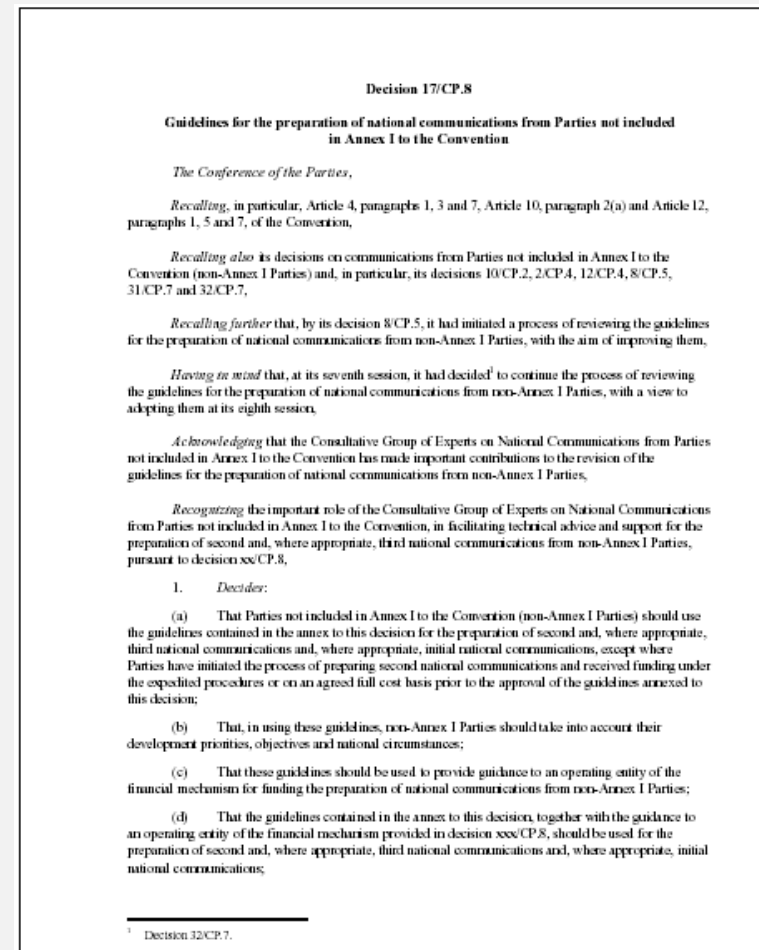 Decision 17/CP.8
Guidelines for the preparation of national communications from Parties not included
in Annex I to the Convention
The Conference of the Parties,
Recalling, in particular, Article 4, paragraphs 1, 3 and 7, Article 10, paragraph 2(a) and Article 12,
paragraphs 1, 5 and 7, of the Convention,
Recalling also its decisions on communications from Parties not included in Annex I to the
Convention (non-Annex I Parties) and, in particular, its decisions 10/CP.2, 2/CP.4, 12/CP.4, 8/CP.5,
31/CP.7 and 32/CP.7,
Recalling further that, by its decision 8/CP.5, it had initiated a process of reviewing the guidelines
for the preparation of national communications from non-Annex I Parties, with the aim of improving them,
Having in mind that, at its seventh session, it had decided¹ to continue the process of reviewing
the guidelines for the preparation of national communications from non-Annex I Parties, with a view to
adopting them at its eighth session,
Acknowledging that the Consultative Group of Experts on National Communications from Parties
not included in Annex I to the Convention has made important contributions to the revision of the
guidelines for the preparation of national communications from non-Annex I Parties,
Recognizing the important role of the Consultative Group of Experts on National Communications
from Parties not included in Annex I to the Convention, in facilitating technical advice and support for the
preparation of second and, where appropriate, third national communications from non-Annex I Parties,
pursuant to decision xx/CP.8,
1. Decides:
(a) That Parties not included in Annex I to the Convention (non-Annex I Parties) should use
the guidelines contained in the annex to this decision for the preparation of second and, where appropriate,
third national communications and, where appropriate, initial national communications, except where
Parties have initiated the process of preparing second national communications and received funding under
the expedited procedures or on an agreed full cost basis prior to the approval of the guidelines annexed to
this decision;
(b) That, in using these guidelines, non-Annex I Parties should take into account their
development priorities, objectives and national circumstances;
(c) That these guidelines should be used to provide guidance to an operating entity of the
financial mechanism for funding the preparation of national communications from non-Annex I Parties;
(d) That the guidelines contained in the annex to this decision, together with the guidance to
an operating entity of the financial mechanism provided in decision xxx/CP.8, should be used for the
preparation of second and, where appropriate, third national communications and, where appropriate, initial
national communications;
¹ Decision 32/CP.7.